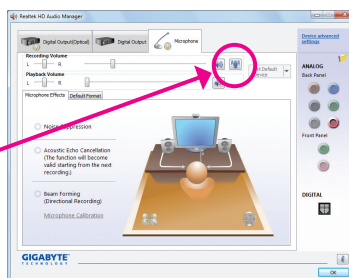 Realtek HD Audio Manager
Digital Output(Optical)
Digital Output
Microphone
Device advanced
settings
Recording Volume
L
R
Playback Volume
L
R
Default
Device
ANALOG
Back Panel
Microphone Effects
Default Format
Noise Suppression
Acoustic Echo Cancellation
(The function will become
valid starting from the next
recording.)
Beam Forming
(Directional Recording)
Microphone Calibration
Front Panel
DIGITAL
GIGABYTE
TECHNOLOGY
OK